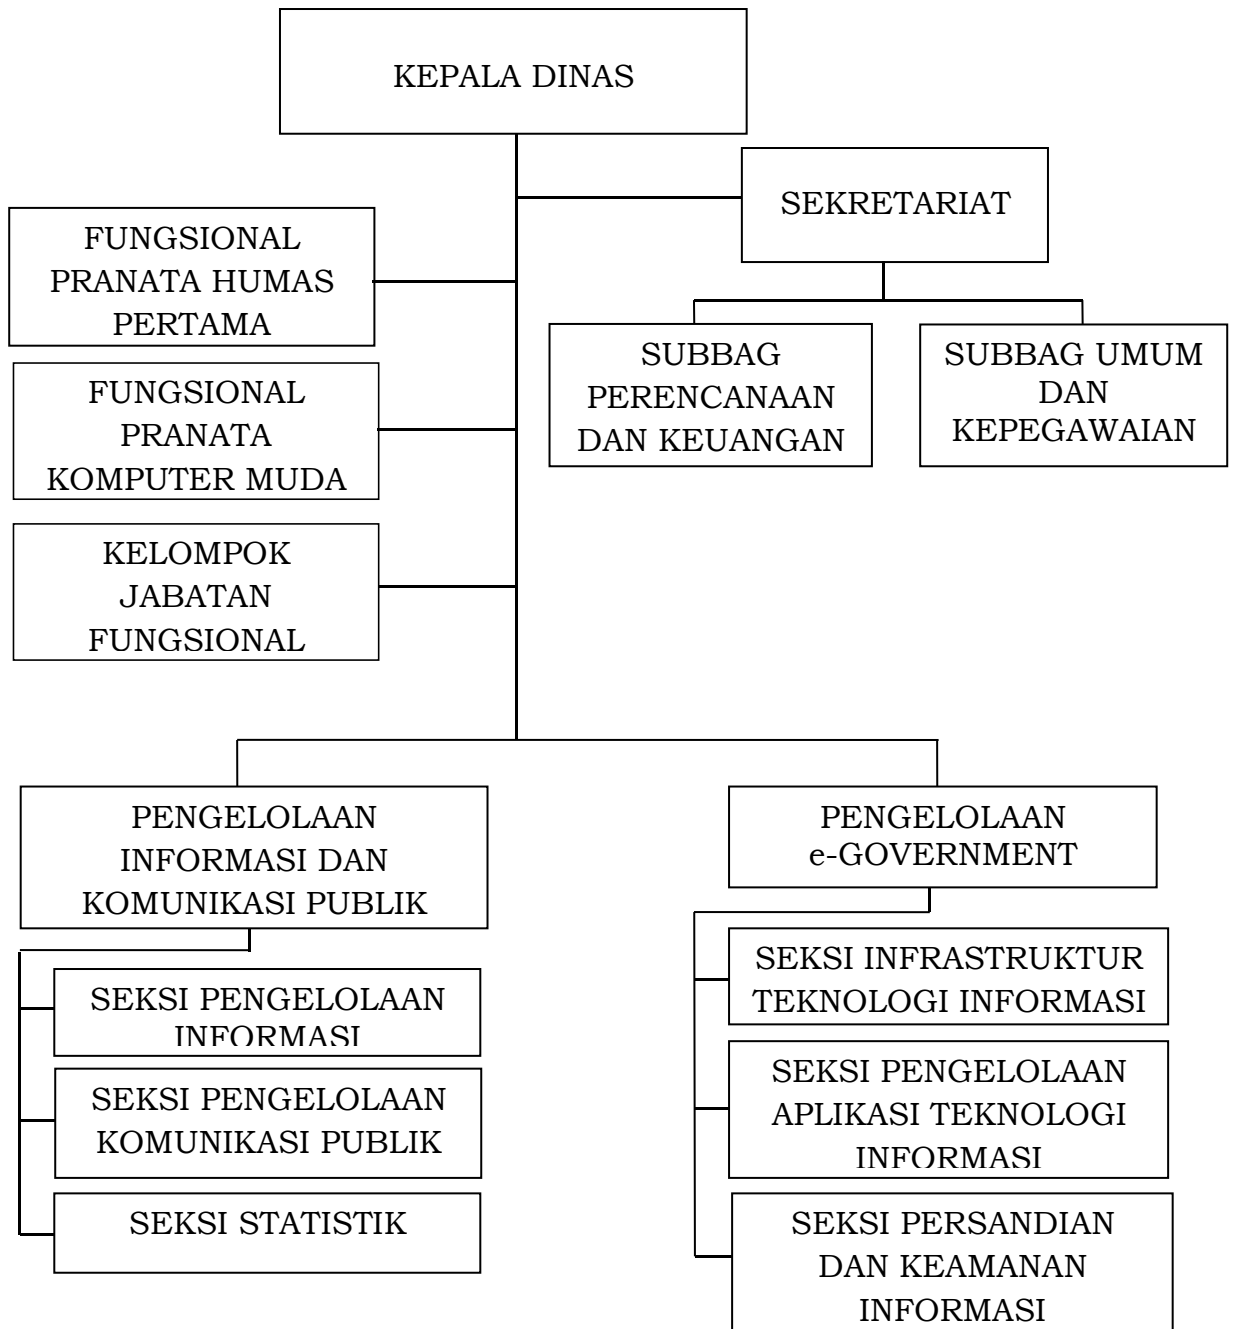 KEPALA DINAS
SEKRETARIAT
FUNGSIONAL
PRANATA HUMAS
PERTAMA
SUBBAG
PERENCANAAN
DAN KEUANGAN
SUBBAG UMUM
DAN
KEPEGAWAIAN
FUNGSIONAL
PRANATA
KOMPUTER MUDA
KELOMPOK
JABATAN
FUNGSIONAL
PENGELOLAAN
INFORMASI DAN
KOMUNIKASI PUBLIK
PENGELOLAAN
e-GOVERNMENT
SEKSI PENGELOLAAN
INFORMASI
SEKSI PENGELOLAAN
KOMUNIKASI PUBLIK
SEKSI STATISTIK
SEKSI INFRASTRUKTUR
TEKNOLOGI INFORMASI
SEKSI PENGELOLAAN
APLIKASI TEKNOLOGI
INFORMASI
SEKSI PERSANDIAN
DAN KEAMANAN
INFORMASI